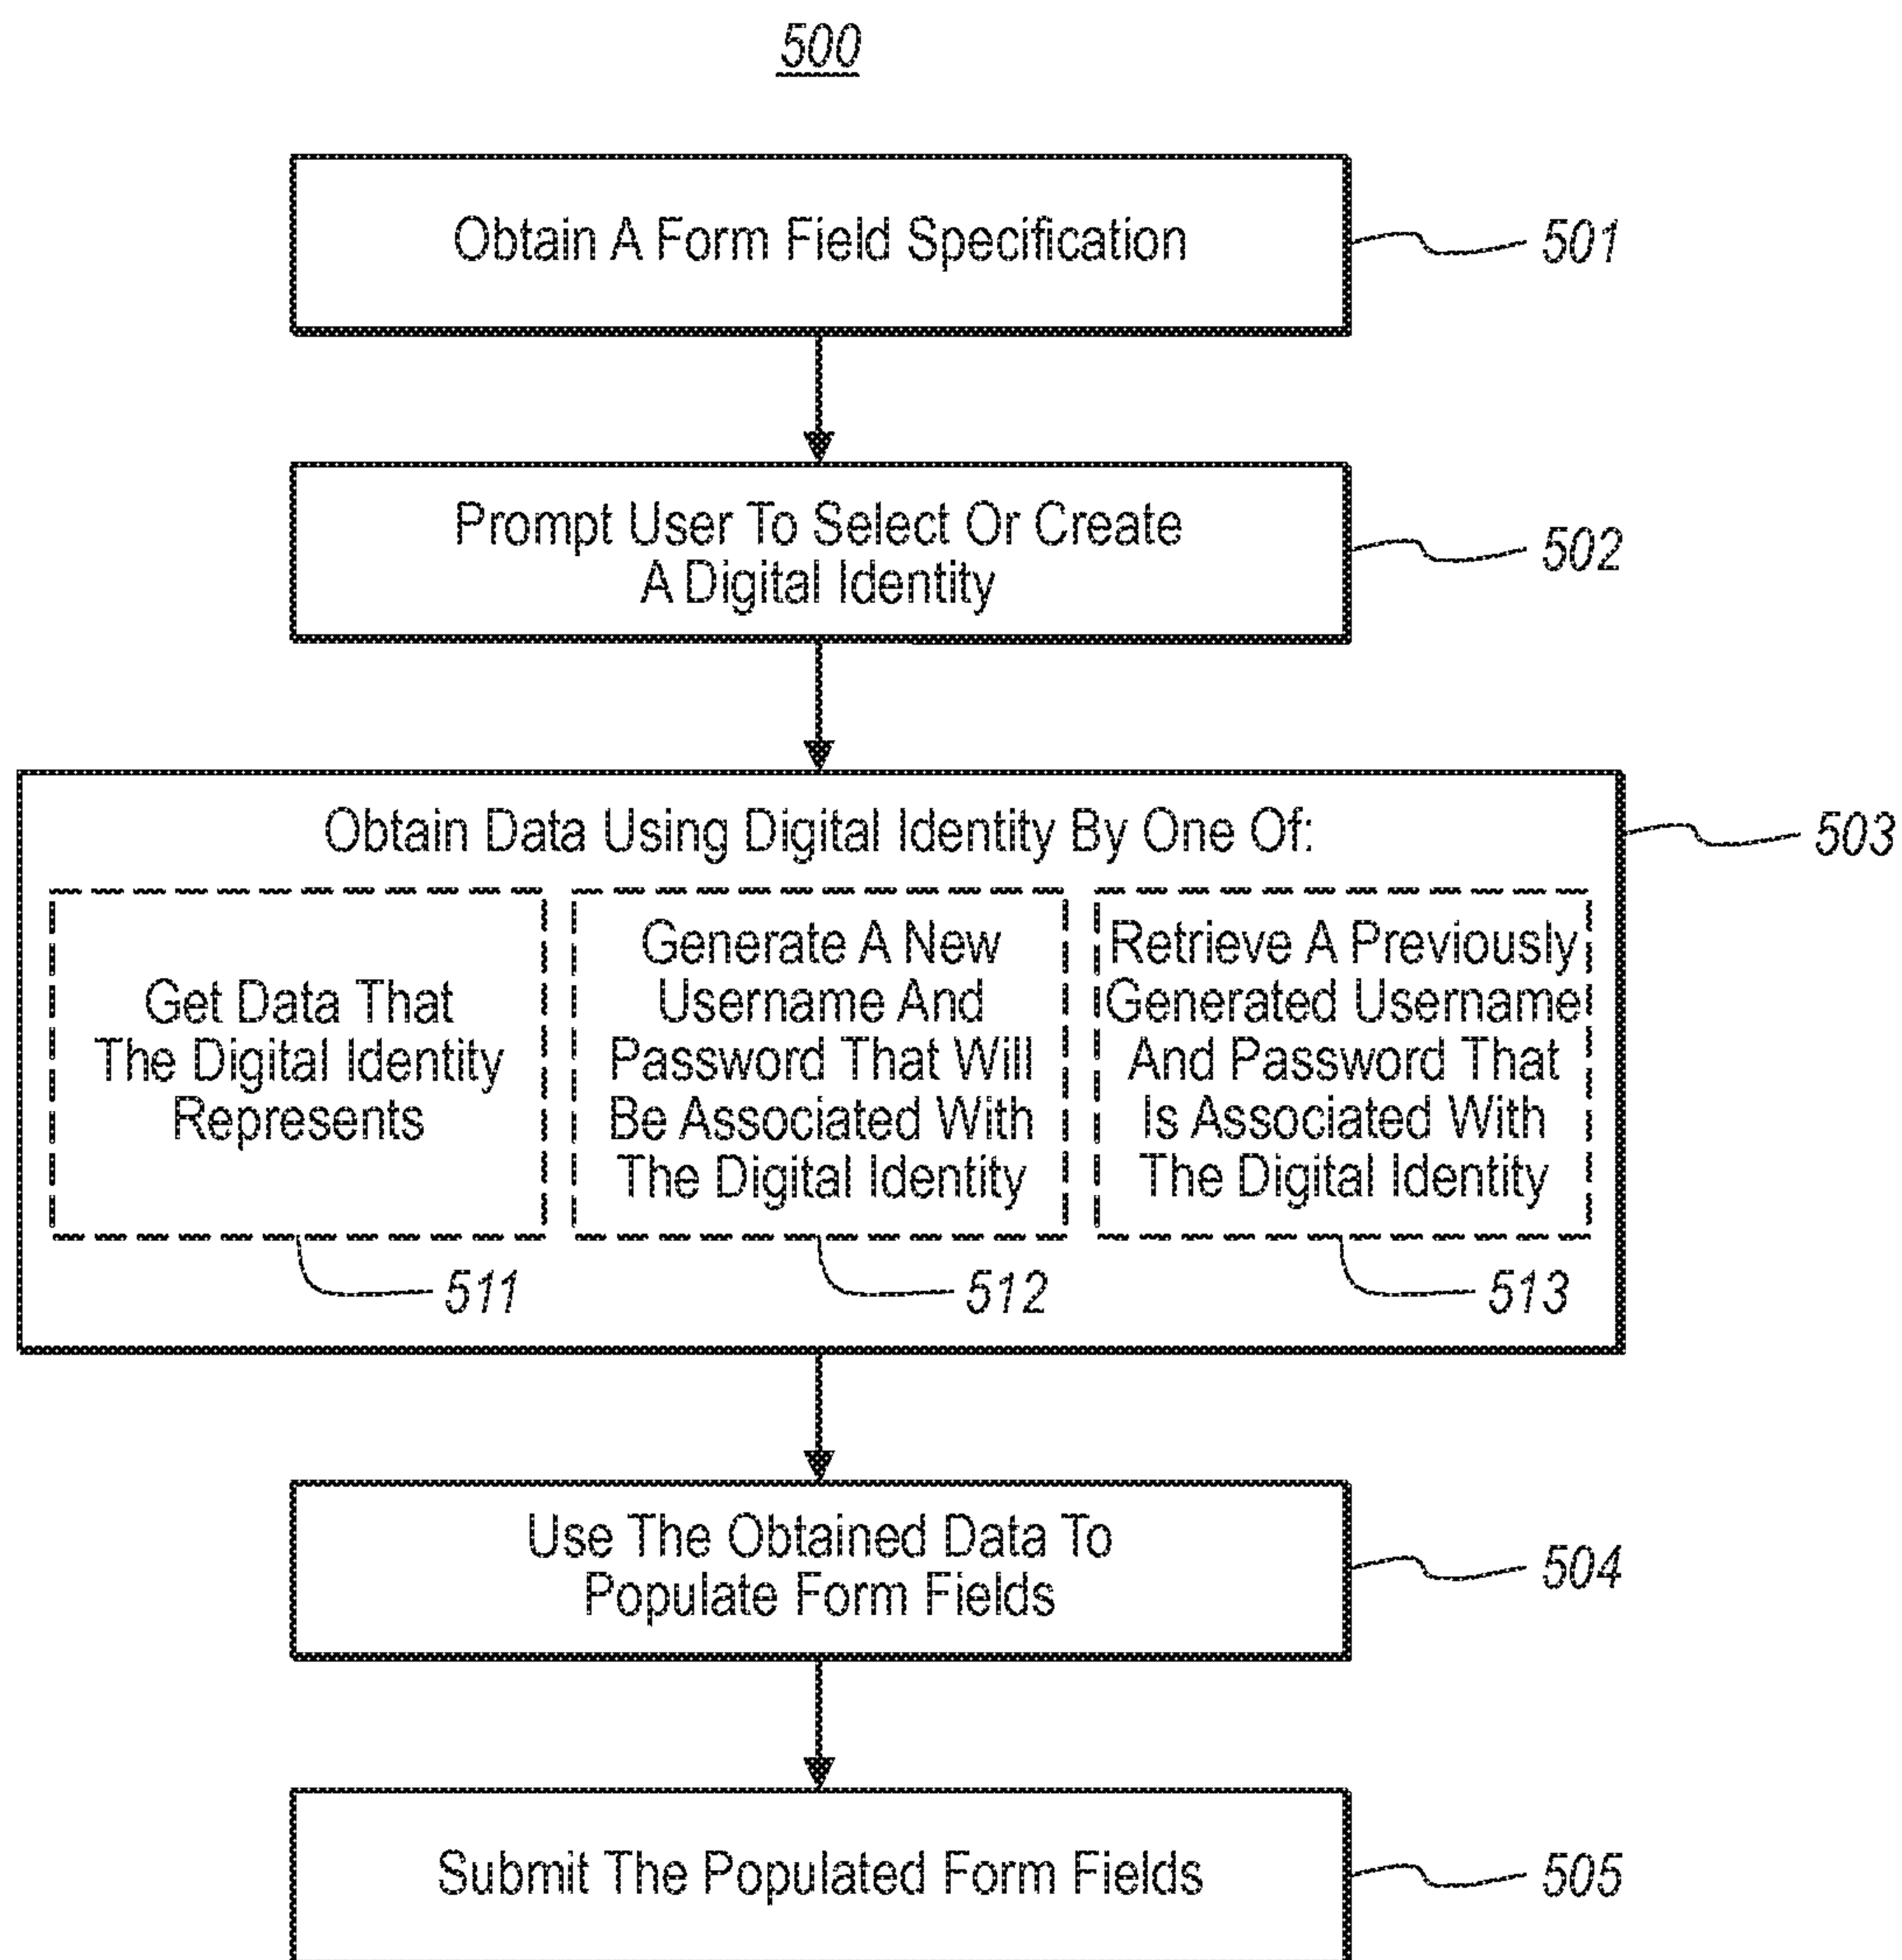 500
Obtain A Form Field Specification
501
Prompt User To Select Or Create
A Digital Identity
502
Obtain Data Using Digital Identity By One Of:
503
Get Data That
The Digital Identity
Represents
511
Generate A New
Username And
Password That Will
Be Associated With
The Digital Identity
512
Retrieve A Previously
Generated Username
And Password That
Is Associated With
The Digital Identity
513
Use The Obtained Data To
Populate Form Fields
504
Submit The Populated Form Fields
505